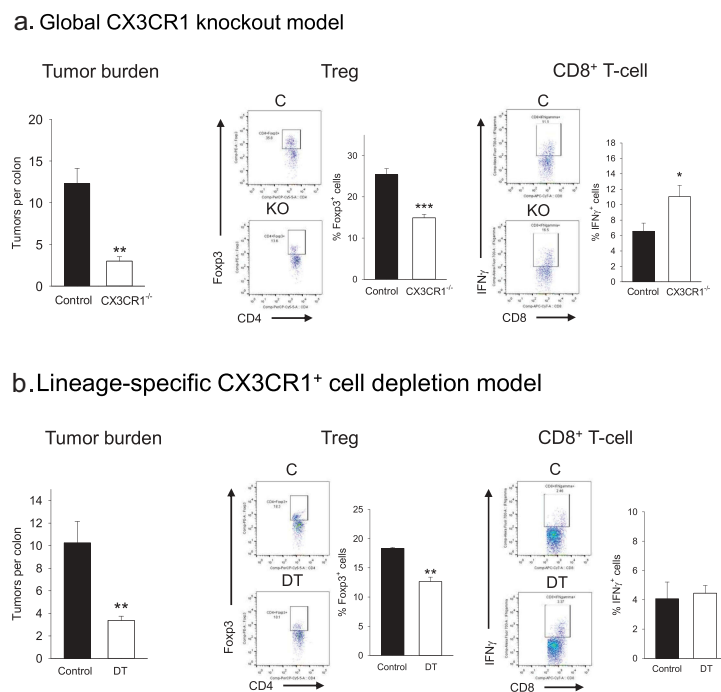 a. Global CX3CR1 knockout model
Tumor burden
Treg
CD8+ T-cell
Tumors per colon
20
15
10
5
0
Control
CX3CR1-/-
**
C
KO
Foxp3
CD4
% Foxp3+ cells
30
20
10
0
Control
CX3CR1-/-
***
C
KO
IFNγ
CD8
% IFNγ+ cells
18
16
14
12
10
8
6
4
2
0
Control
CX3CR1-/-
*
b. Lineage-specific CX3CR1+ cell depletion model
Tumor burden
Treg
CD8+ T-cell
Tumors per colon
14
12
10
8
6
4
2
0
Control
DT
**
C
DT
Foxp3
CD4
% Foxp3+ cells
25
20
15
10
5
0
Control
DT
**
C
DT
IFNγ
CD8
% IFNγ+ cells
12
10
8
6
4
2
0
Control
DT